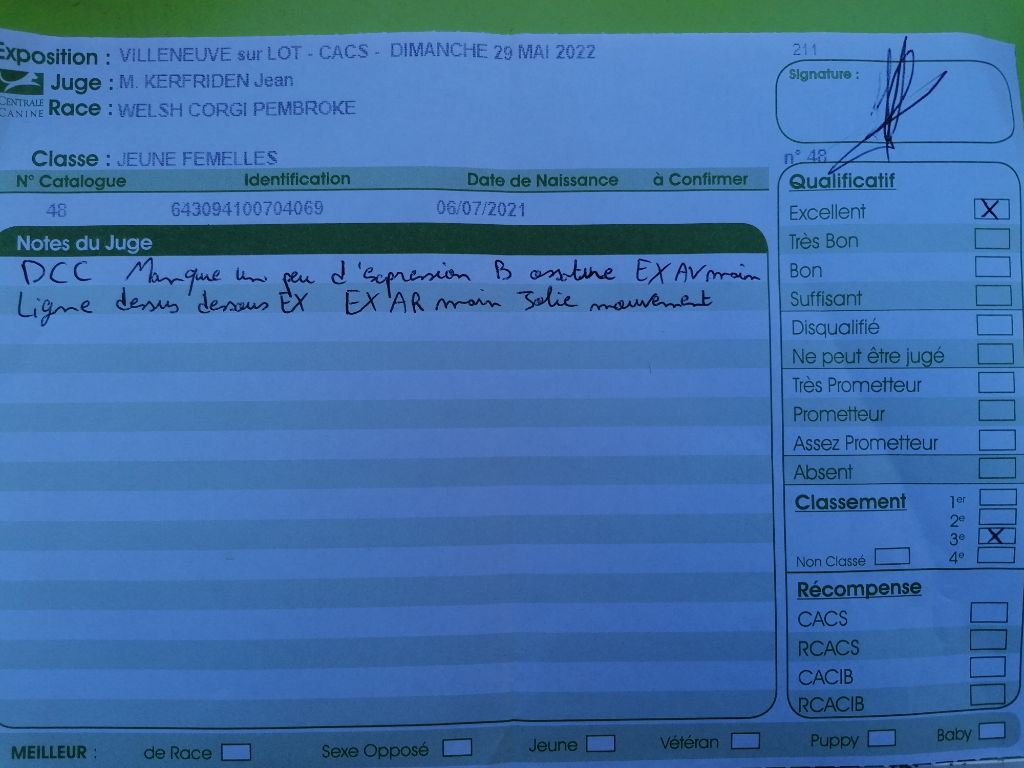 Exposition : VILLENEUVE sur LOT - CACS - DIMANCHE 29 MAI 2022
Juge : M. KERFRIDEN Jean
CENTRALE CANINE
Race : WELSH CORGI PEMBROKE
Classe : JEUNE FEMELLES
N° Catalogue Identification Date de Naissance à Confirmer
48 643094100704069 06/07/2021
Notes du Juge
DCC Manque un peu d'expression B ossature EX AV main
Ligne dessus dessous EX EX AR main Jolie mouvement
211
Signature :
n° 48
Qualificatif
Excellent X
Très Bon
Bon
Suffisant
Disqualifié
Ne peut être jugé
Très Prometteur
Prometteur
Assez Prometteur
Absent
Classement 1er
2e
3e X
Non Classé 4e
Récompense
CACS
RCACS
CACIB
RCACIB
MEILLEUR : de Race Sexe Opposé Jeune Vétéran Puppy Baby